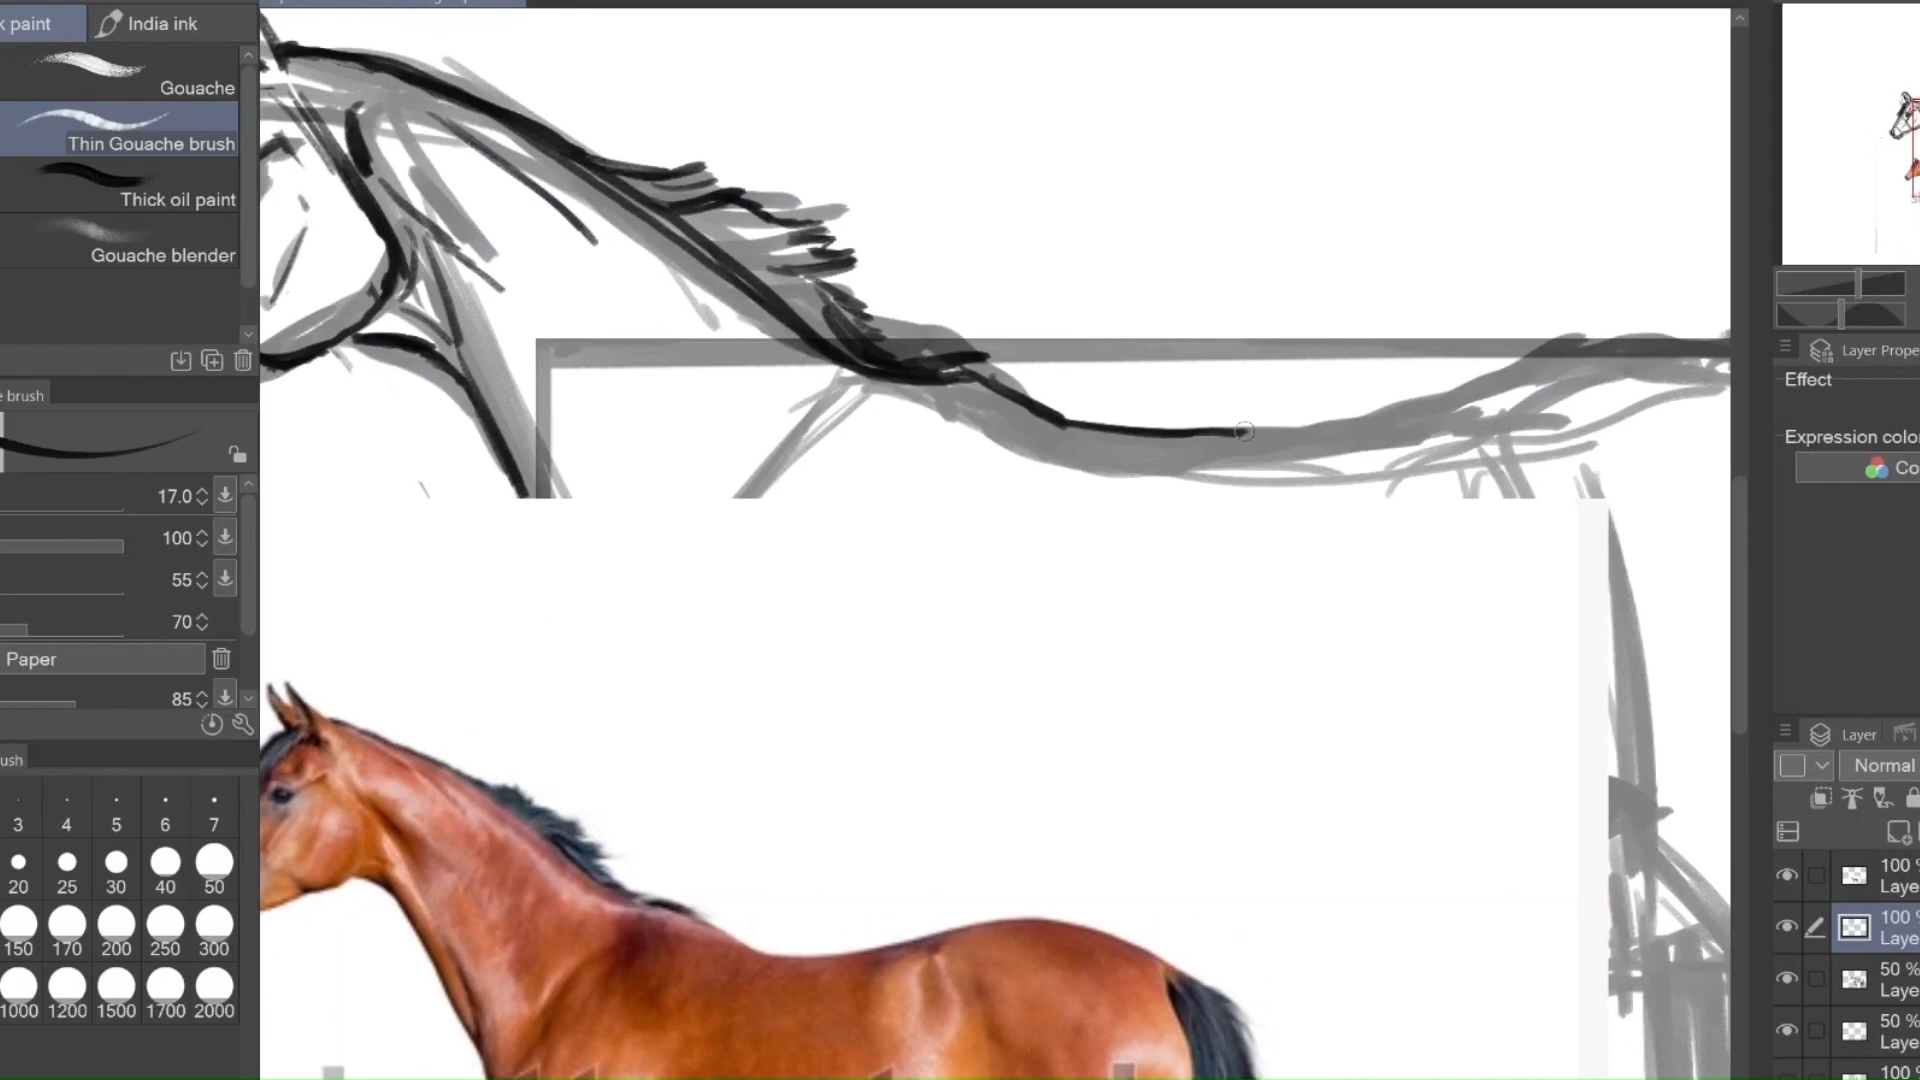 k paint
India ink
Gouache
Thin Gouache brush
Thick oil paint
Gouache blender
e brush
17.0
100
55
70
Paper
85
ush
3 4 5 6 7
20 25 30 40 50
150 170 200 250 300
1000 1200 1500 1700 2000
Layer Prope
Effect
Expression color
Co
Layer
Normal
100 %
Laye
100 %
Laye
50 %
Laye
50 %
Laye
100 %